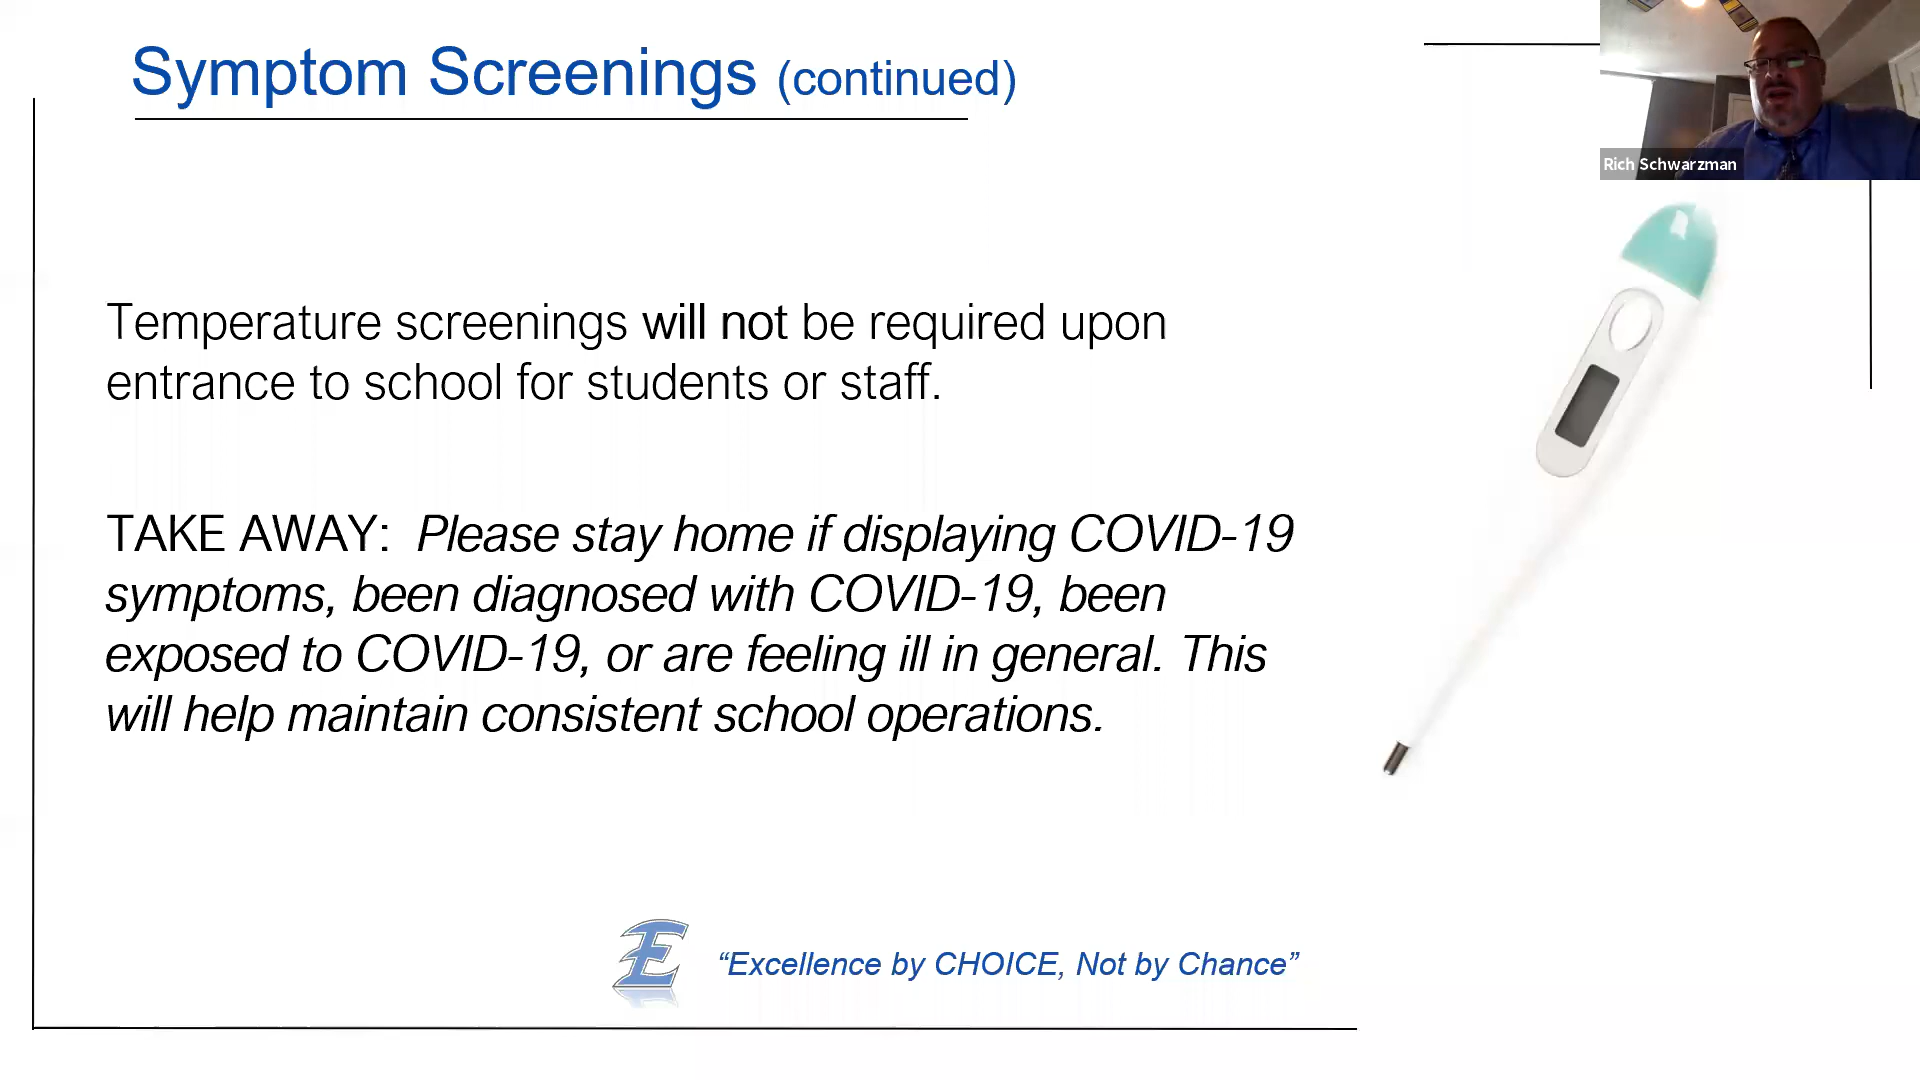 Symptom Screenings (continued)
Rich Schwarzman
Temperature screenings will not be required upon
entrance to school for students or staff.
TAKE AWAY:  Please stay home if displaying COVID-19
symptoms, been diagnosed with COVID-19, been
exposed to COVID-19, or are feeling ill in general. This
will help maintain consistent school operations.
E
“Excellence by CHOICE, Not by Chance”